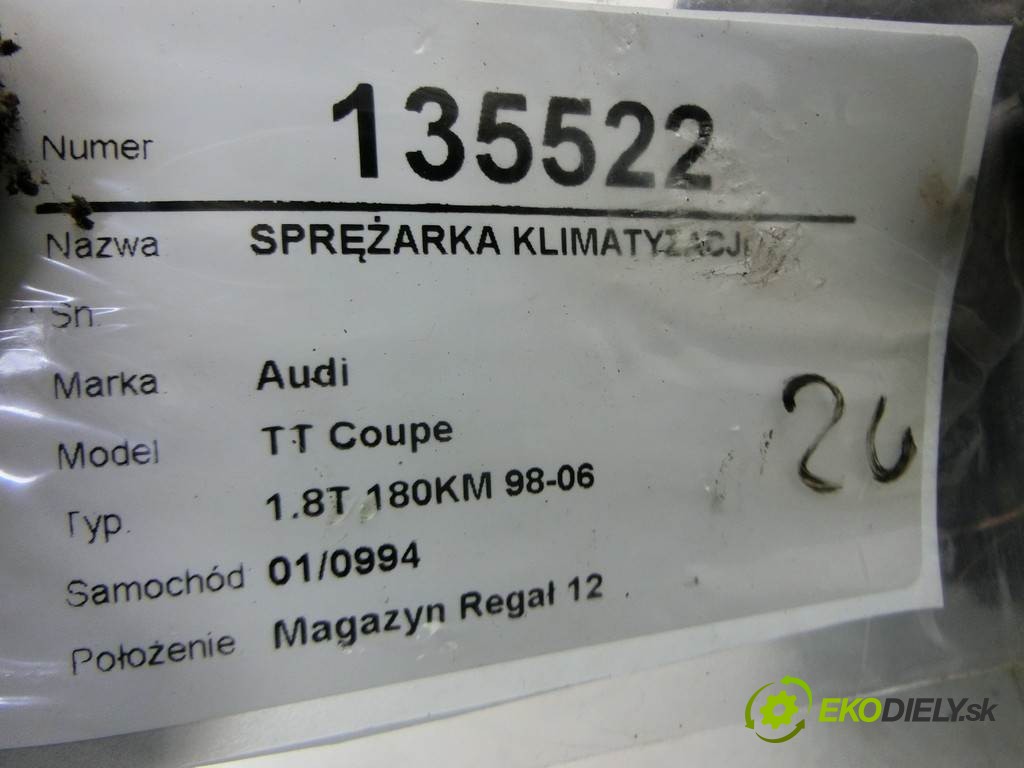 Numer 135522
Nazwa SPRĘŻARKA KLIMATYZACJI
Sn.
Marka Audi
Model TT Coupe
Typ. 1.8T 180KM 98-06
Samochód 01/0994
Położenie Magazyn Regał 12
EKODIELY.sk